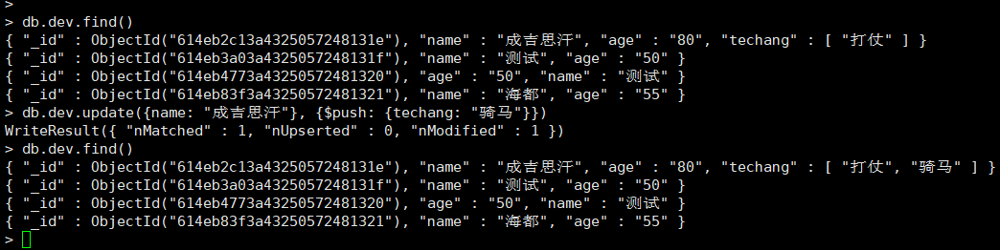 >
> db.dev.find()
{ "_id" : ObjectId("614eb2c13a4325057248131e"), "name" : "成吉思汗", "age" : "80", "techang" : [ "打仗" ] }
{ "_id" : ObjectId("614eb3a03a4325057248131f"), "name" : "测试", "age" : "50" }
{ "_id" : ObjectId("614eb4773a43250572481320"), "age" : "50", "name" : "测试" }
{ "_id" : ObjectId("614eb83f3a43250572481321"), "name" : "海都", "age" : "55" }
> db.dev.update({name: "成吉思汗"}, {$push: {techang: "骑马"}})
WriteResult({ "nMatched" : 1, "nUpserted" : 0, "nModified" : 1 })
> db.dev.find()
{ "_id" : ObjectId("614eb2c13a4325057248131e"), "name" : "成吉思汗", "age" : "80", "techang" : [ "打仗", "骑马" ] }
{ "_id" : ObjectId("614eb3a03a4325057248131f"), "name" : "测试", "age" : "50" }
{ "_id" : ObjectId("614eb4773a43250572481320"), "age" : "50", "name" : "测试" }
{ "_id" : ObjectId("614eb83f3a43250572481321"), "name" : "海都", "age" : "55" }
>